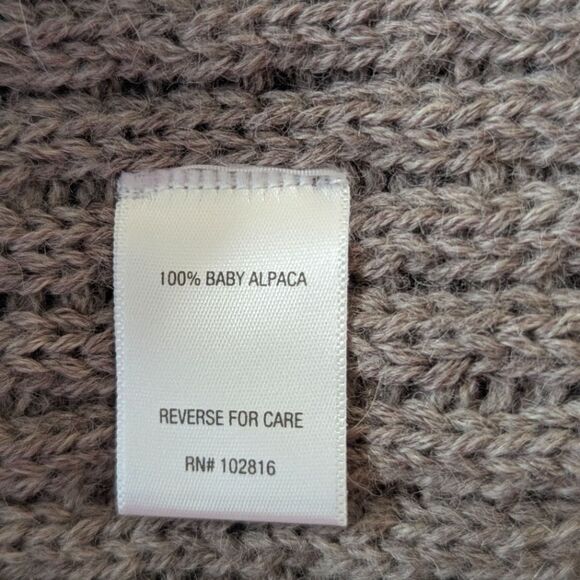 100% BABY ALPACA
REVERSE FOR CARE
RN# 102816